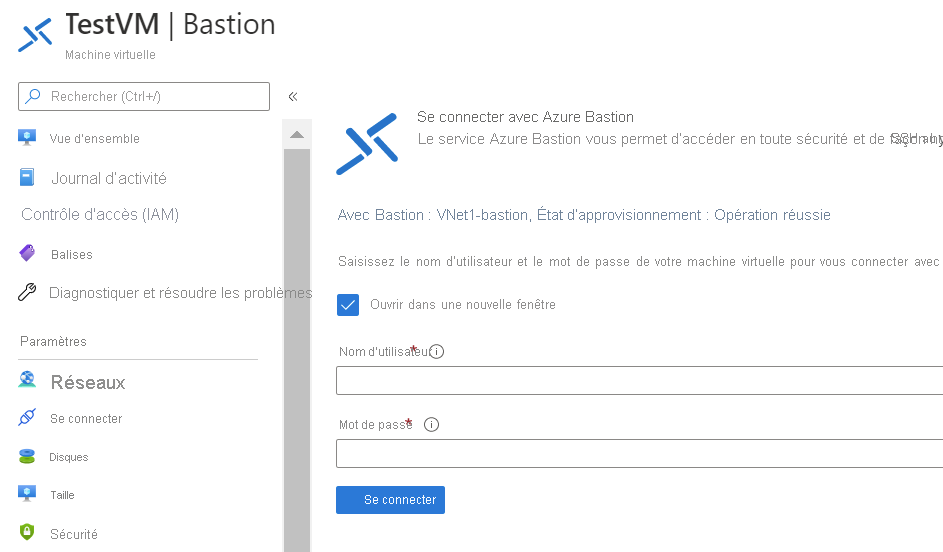 TestVM | Bastion
Machine virtuelle
Rechercher (Ctrl+/)
«
Vue d'ensemble
Journal d'activité
Contrôle d'accès (IAM)
Balises
Diagnostiquer et résoudre les problèmes
Paramètres
Réseaux
Se connecter
Disques
Taille
Sécurité
Se connecter avec Azure Bastion
Le service Azure Bastion vous permet d'accéder en toute sécurité et de façon
Avec Bastion : VNet1-bastion, État d'approvisionnement : Opération réussie
Saisissez le nom d'utilisateur et le mot de passe de votre machine virtuelle pour vous connecter avec
Ouvrir dans une nouvelle fenêtre
Nom d'utilisateur *
Mot de passe *
Se connecter